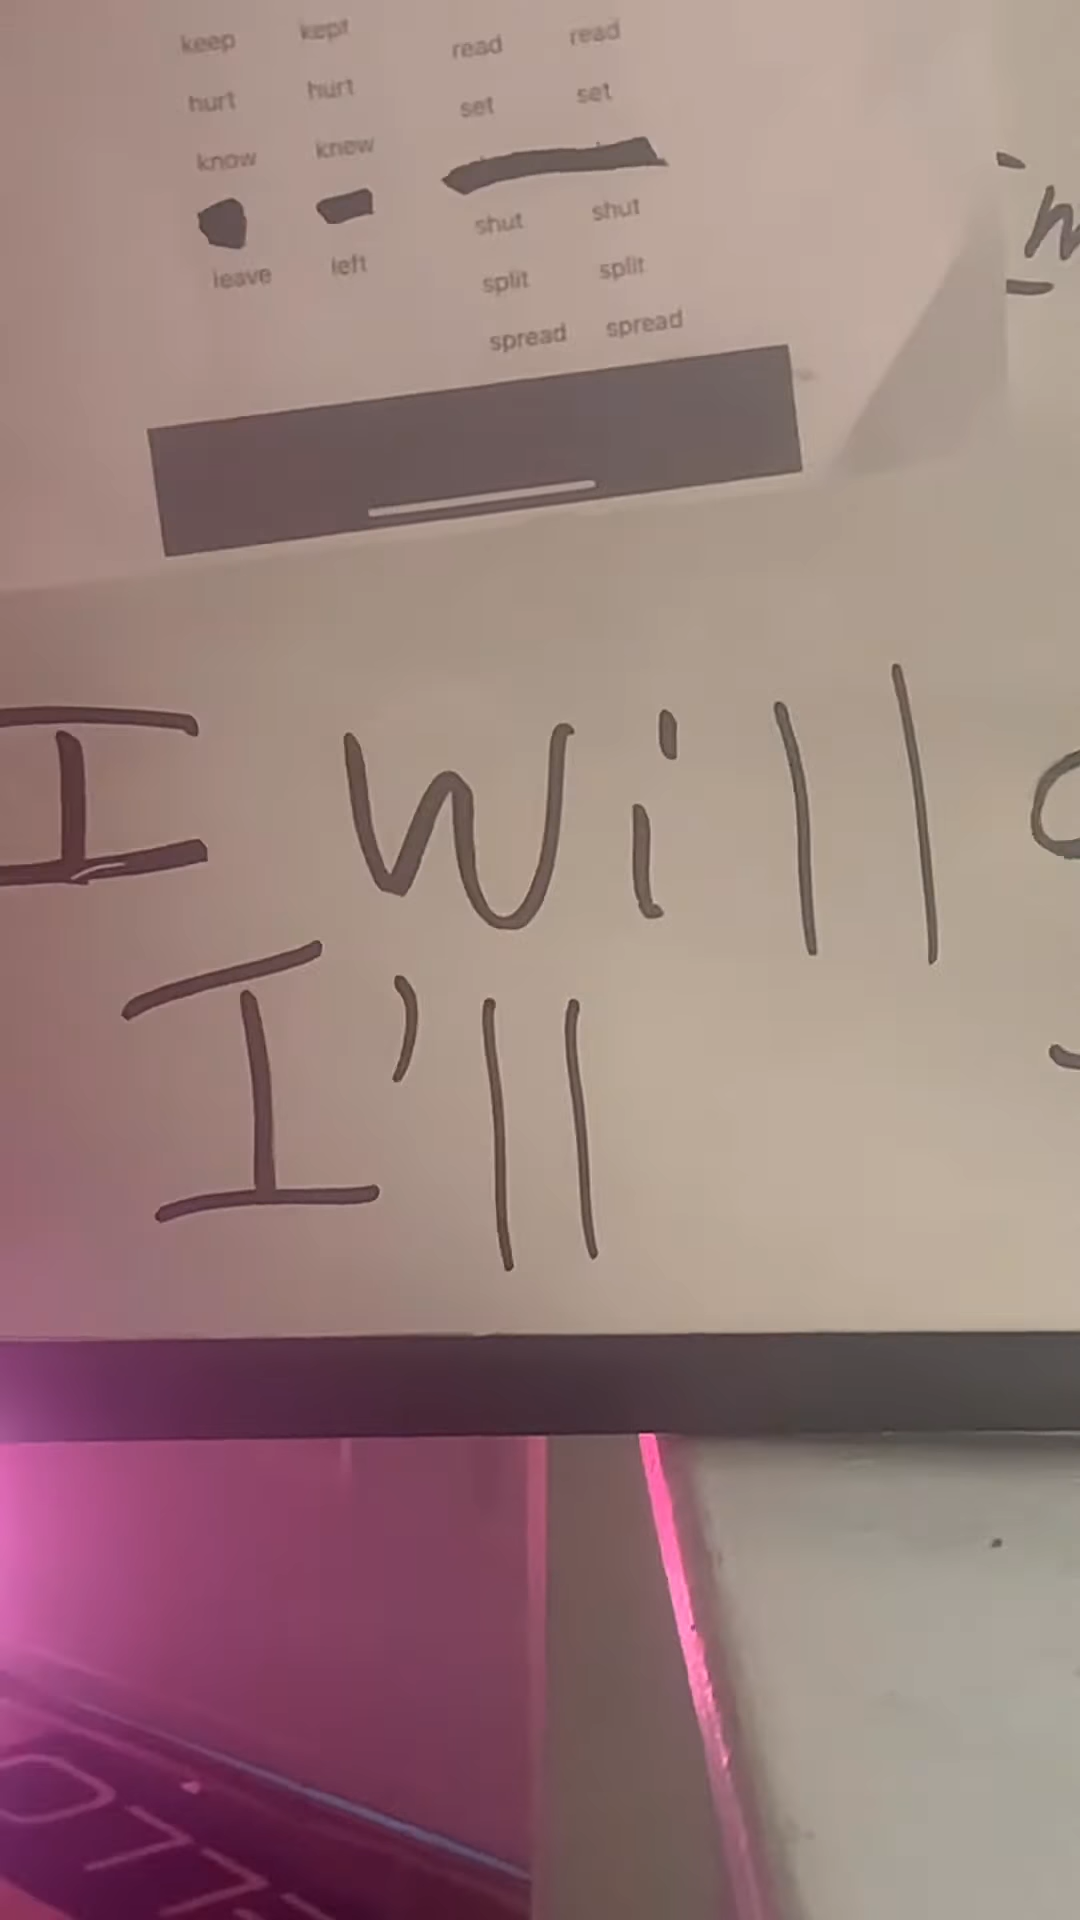 keep kept
hurt hurt
know knew
leave left
read read
set set
shut shut
split split
spread spread
I Will
I'll